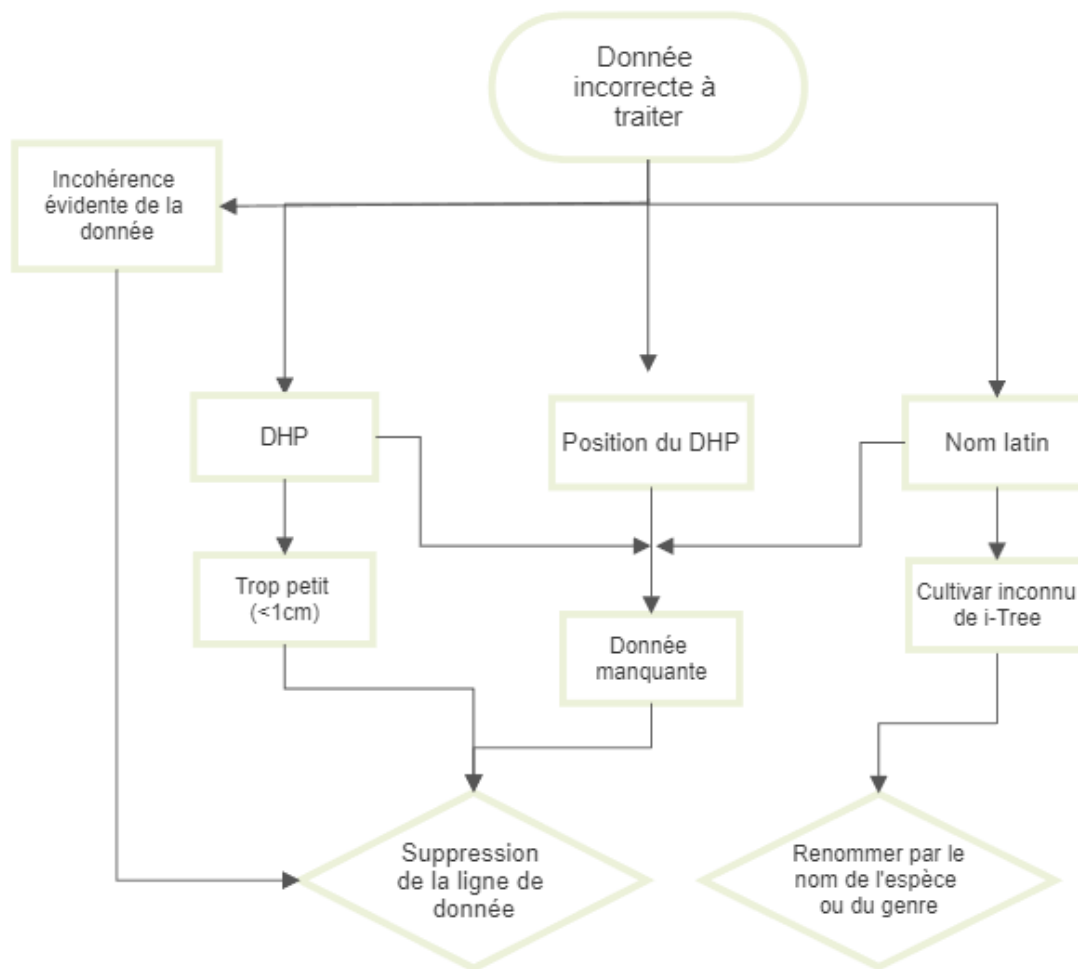 Donnée
incorrecte à
traiter
Incohérence
évidente de la
donnée
DHP
Position du DHP
Nom latin
Trop petit
(<1cm)
Donnée
manquante
Cultivar inconnu
de i-Tree
Suppression
de la ligne de
donnée
Renommer par le
nom de l'espèce
ou du genre